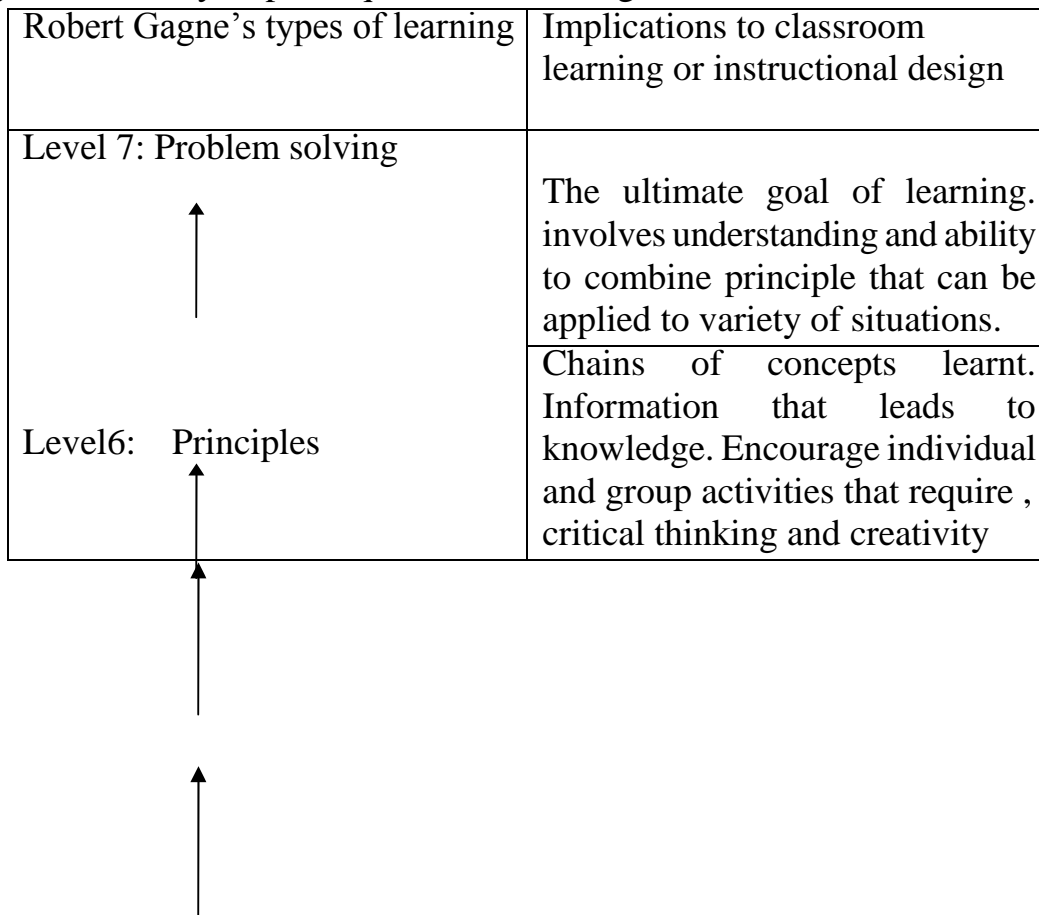 Robert Gagne's types of learning
Implications to classroom
learning or instructional design
Level 7: Problem solving
The ultimate goal of learning.
involves understanding and ability
to combine principle that can be
applied to variety of situations.
Level6: Principles
Chains of concepts learnt.
Information that leads to
knowledge. Encourage individual
and group activities that require ,
critical thinking and creativity